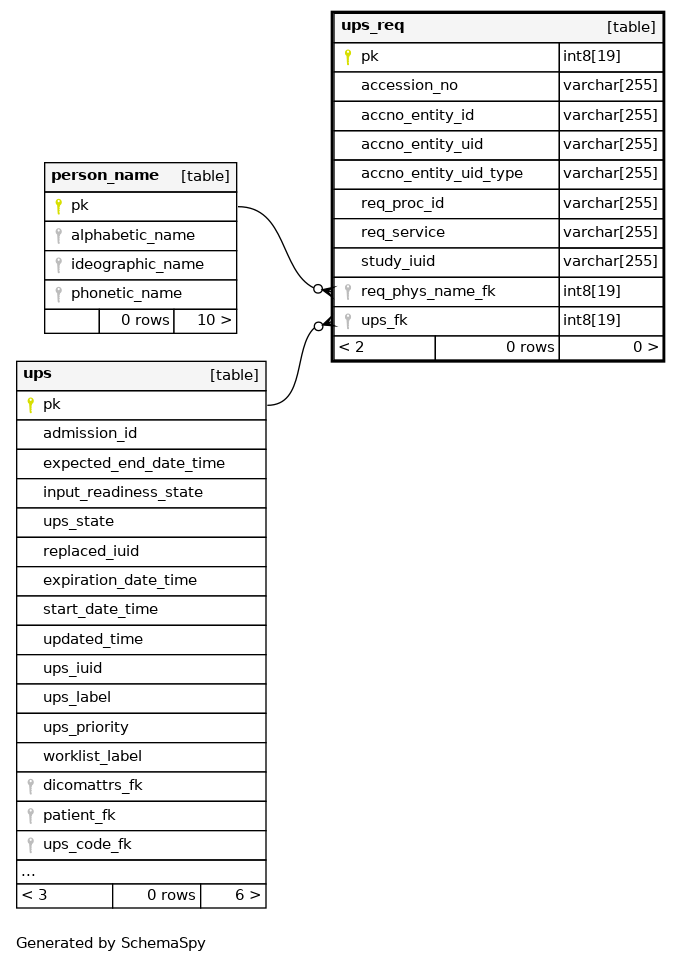 ups_req [table]
pk int8[19]
accession_no varchar[255]
accno_entity_id varchar[255]
accno_entity_uid varchar[255]
accno_entity_uid_type varchar[255]
req_proc_id varchar[255]
req_service varchar[255]
study_iuid varchar[255]
req_phys_name_fk int8[19]
ups_fk int8[19]
< 2 0 rows 0 >
person_name [table]
pk
alphabetic_name
ideographic_name
phonetic_name
0 rows 10 >
ups [table]
pk
admission_id
expected_end_date_time
input_readiness_state
ups_state
replaced_iuid
expiration_date_time
start_date_time
updated_time
ups_iuid
ups_label
ups_priority
worklist_label
dicomattrs_fk
patient_fk
ups_code_fk
...
< 3 0 rows 6 >
Generated by SchemaSpy